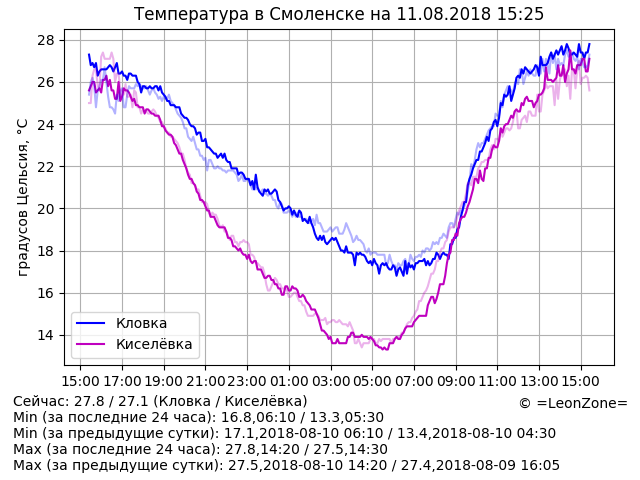 Температура в Смоленске на 11.08.2018 15:25
градусов Цельсия, °C
28
26
24
22
20
18
16
14
Кловка
Киселёвка
15:00 17:00 19:00 21:00 23:00 01:00 03:00 05:00 07:00 09:00 11:00 13:00 15:00
Сейчас: 27.8 / 27.1 (Кловка / Киселёвка)
© =LeonZone=
Min (за последние 24 часа): 16.8,06:10 / 13.3,05:30
Min (за предыдущие сутки): 17.1,2018-08-10 06:10 / 13.4,2018-08-10 04:30
Max (за последние 24 часа): 27.8,14:20 / 27.5,14:30
Max (за предыдущие сутки): 27.5,2018-08-10 14:20 / 27.4,2018-08-09 16:05